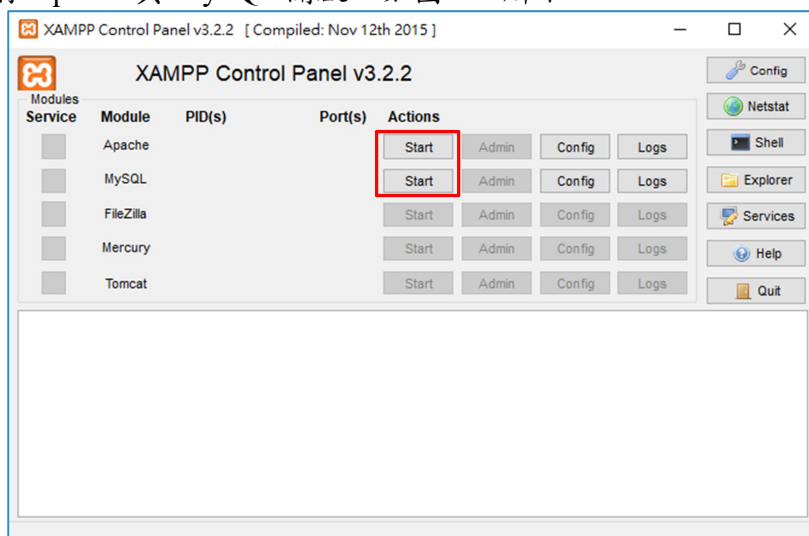 XAMPP Control Panel v3.2.2 [ Compiled: Nov 12th 2015 ]
XAMPP Control Panel v3.2.2
Config
Modules
Netstat
Service Module PID(s) Port(s) Actions
Apache Start Admin Config Logs
Shell
MySQL Start Admin Config Logs
Explorer
FileZilla Start Admin Config Logs
Services
Mercury Start Admin Config Logs
Help
Tomcat Start Admin Config Logs
Quit